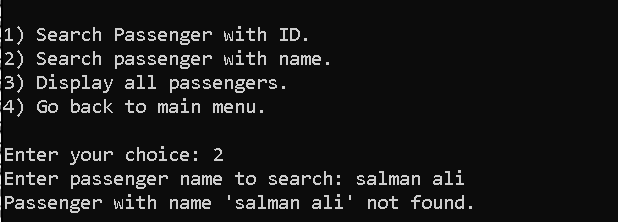 1) Search Passenger with ID.
2) Search passenger with name.
3) Display all passengers.
4) Go back to main menu.
Enter your choice: 2
Enter passenger name to search: salman ali
Passenger with name 'salman ali' not found.